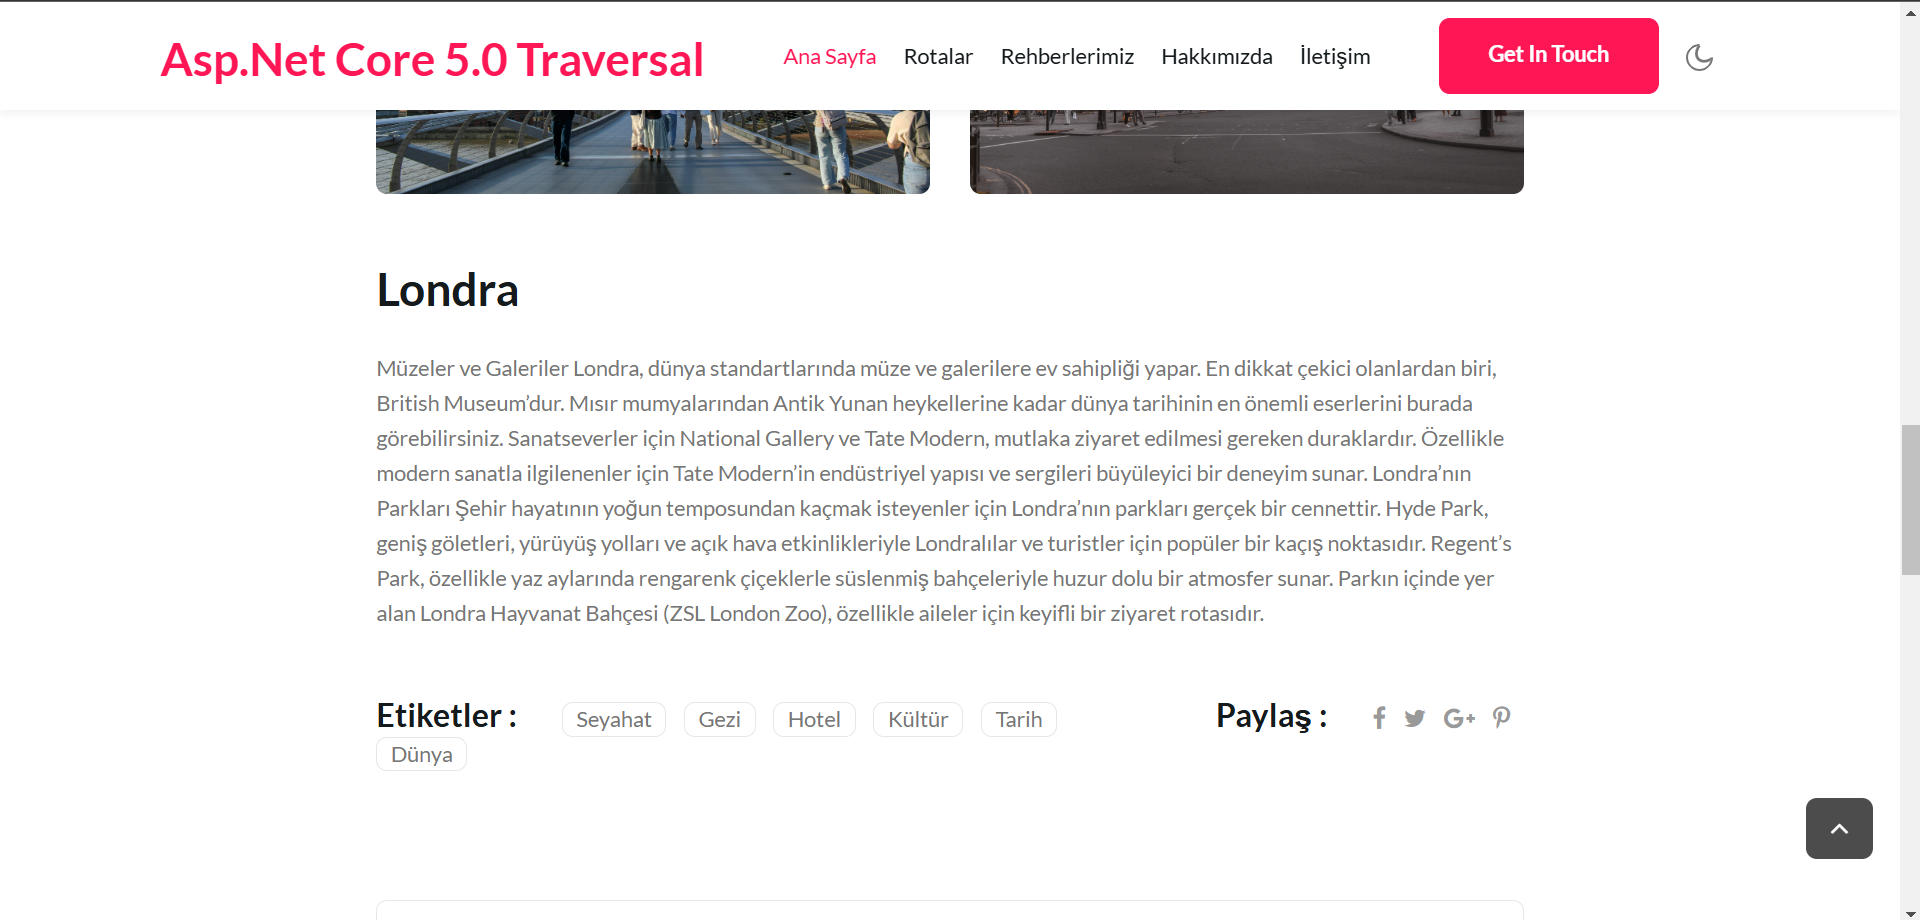 Asp.Net Core 5.0 Traversal
Ana Sayfa Rotalar Rehberlerimiz Hakkımızda İletişim
Get In Touch
Londra
Müzeler ve Galeriler Londra, dünya standartlarında müze ve galerilere ev sahipliği yapar. En dikkat çekici olanlardan biri,
British Museum’dur. Mısır mumyalarından Antik Yunan heykellerine kadar dünya tarihinin en önemli eserlerini burada
görebilirsiniz. Sanatseverler için National Gallery ve Tate Modern, mutlaka ziyaret edilmesi gereken duraklardır. Özellikle
modern sanatla ilgilenenler için Tate Modern’in endüstriyel yapısı ve sergileri büyüleyici bir deneyim sunar. Londra’nın
Parkları Şehir hayatının yoğun temposundan kaçmak isteyenler için Londra’nın parkları gerçek bir cennettir. Hyde Park,
geniş göletleri, yürüyüş yolları ve açık hava etkinlikleriyle Londralılar ve turistler için popüler bir kaçış noktasıdır. Regent’s
Park, özellikle yaz aylarında rengarenk çiçeklerle süslenmiş bahçeleriyle huzur dolu bir atmosfer sunar. Parkın içinde yer
alan Londra Hayvanat Bahçesi (ZSL London Zoo), özellikle aileler için keyifli bir ziyaret rotasıdır.
Etiketler : Seyahat Gezi Hotel Kültür Tarih
Dünya
Paylaş :